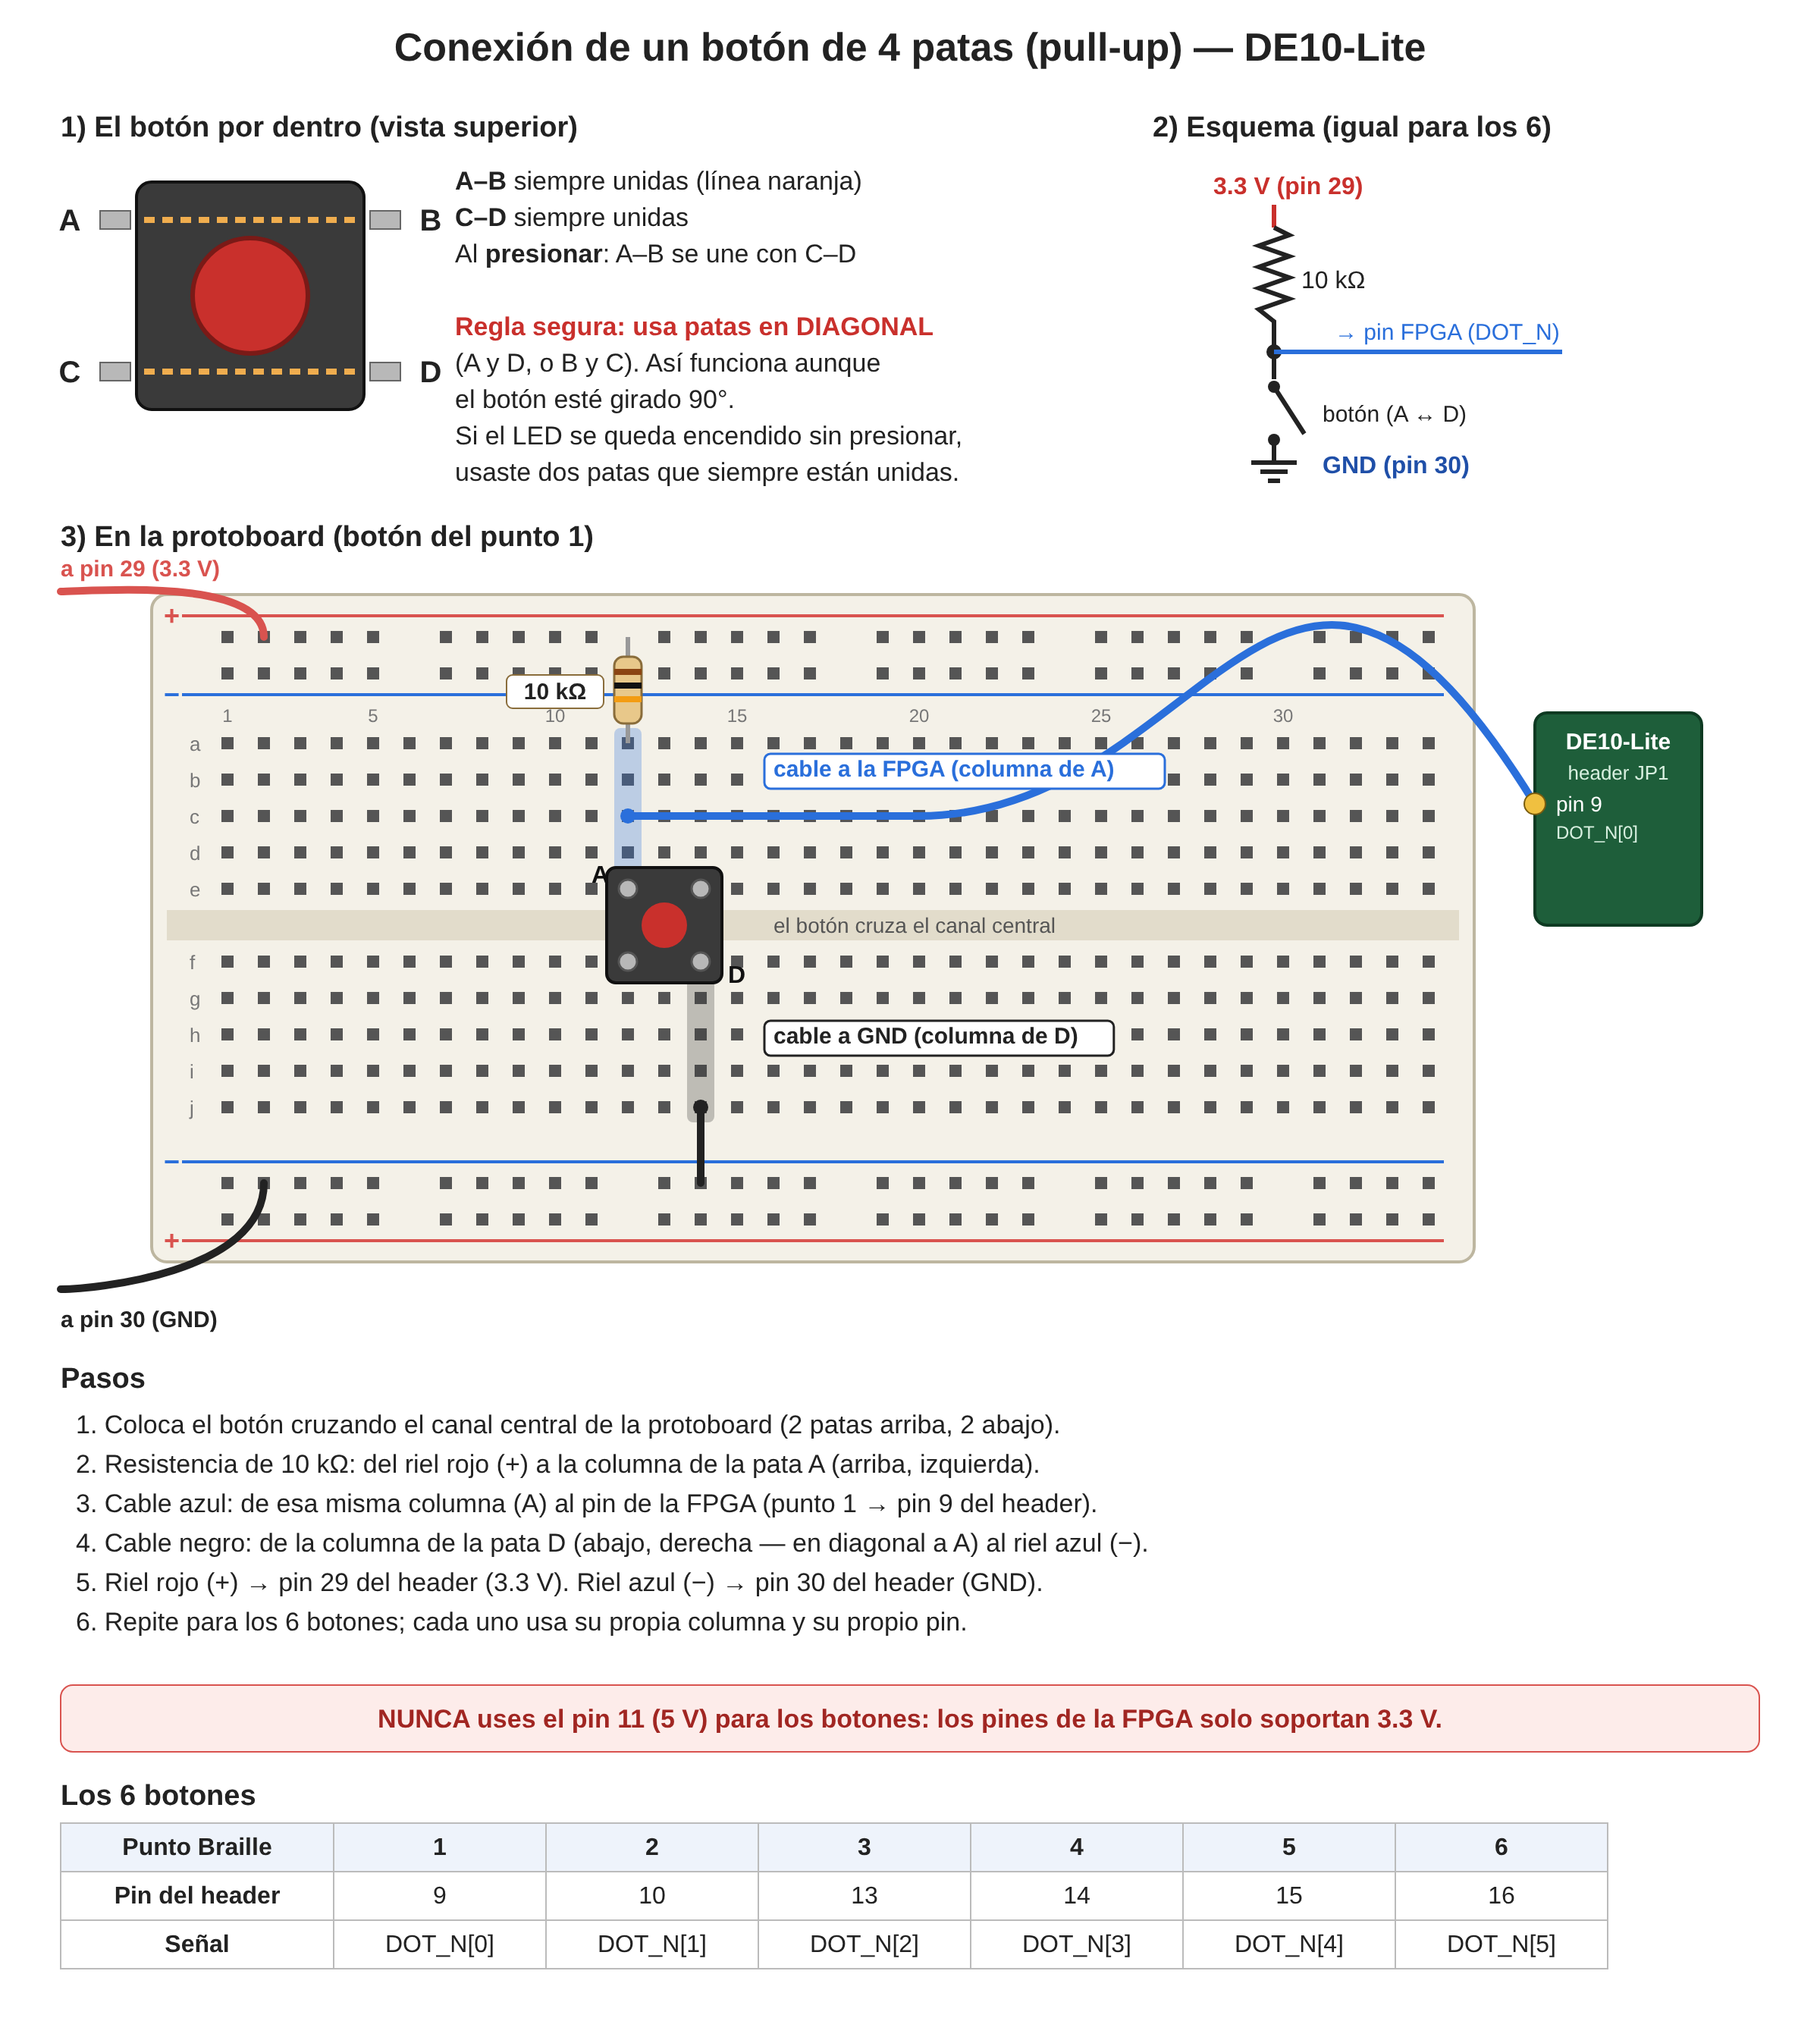 Conexión de un botón de 4 patas (pull-up) — DE10-Lite
1) El botón por dentro (vista superior)
A
B
C
D
A–B siempre unidas (línea naranja)
C–D siempre unidas
Al presionar: A–B se une con C–D
Regla segura: usa patas en DIAGONAL
(A y D, o B y C). Así funciona aunque
el botón esté girado 90°.
Si el LED se queda encendido sin presionar,
usaste dos patas que siempre están unidas.
2) Esquema (igual para los 6)
3.3 V (pin 29)
10 kΩ
→ pin FPGA (DOT_N)
botón (A ↔ D)
GND (pin 30)
3) En la protoboard (botón del punto 1)
a pin 29 (3.3 V)
+
10 kΩ
−
1 5 10 15 20 25 30
a
b
c
d
e
cable a la FPGA (columna de A)
A
el botón cruza el canal central
D
f
g
h
i
j
cable a GND (columna de D)
−
+
DE10-Lite
header JP1
pin 9
DOT_N[0]
a pin 30 (GND)
Pasos
1. Coloca el botón cruzando el canal central de la protoboard (2 patas arriba, 2 abajo).
2. Resistencia de 10 kΩ: del riel rojo (+) a la columna de la pata A (arriba, izquierda).
3. Cable azul: de esa misma columna (A) al pin de la FPGA (punto 1 → pin 9 del header).
4. Cable negro: de la columna de la pata D (abajo, derecha — en diagonal a A) al riel azul (−).
5. Riel rojo (+) → pin 29 del header (3.3 V). Riel azul (−) → pin 30 del header (GND).
6. Repite para los 6 botones; cada uno usa su propia columna y su propio pin.
NUNCA uses el pin 11 (5 V) para los botones: los pines de la FPGA solo soportan 3.3 V.
Los 6 botones
Punto Braille 1 2 3 4 5 6
Pin del header 9 10 13 14 15 16
Señal DOT_N[0] DOT_N[1] DOT_N[2] DOT_N[3] DOT_N[4] DOT_N[5]